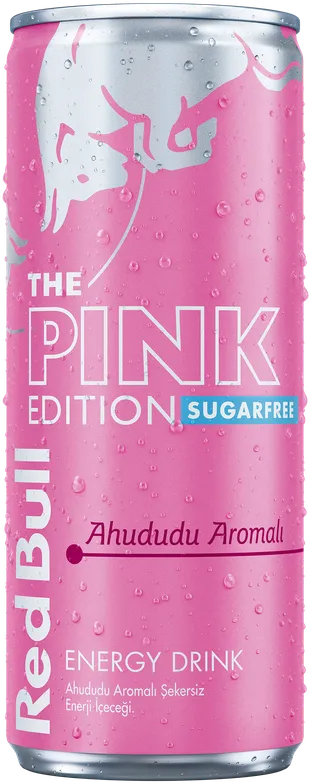 THE
PINK
EDITION SUGARFREE
Red Bull
Ahududu Aromalı
ENERGY DRINK
Ahududu Aromalı Şekersiz
Enerji İçeceği.